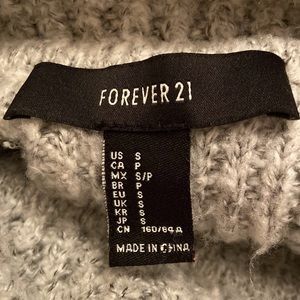 FOREVER 21
US S
CA P
MX S/P
BR P
EU S
UK S
KR S
JP S
CN 160/84A
MADE IN CHINA